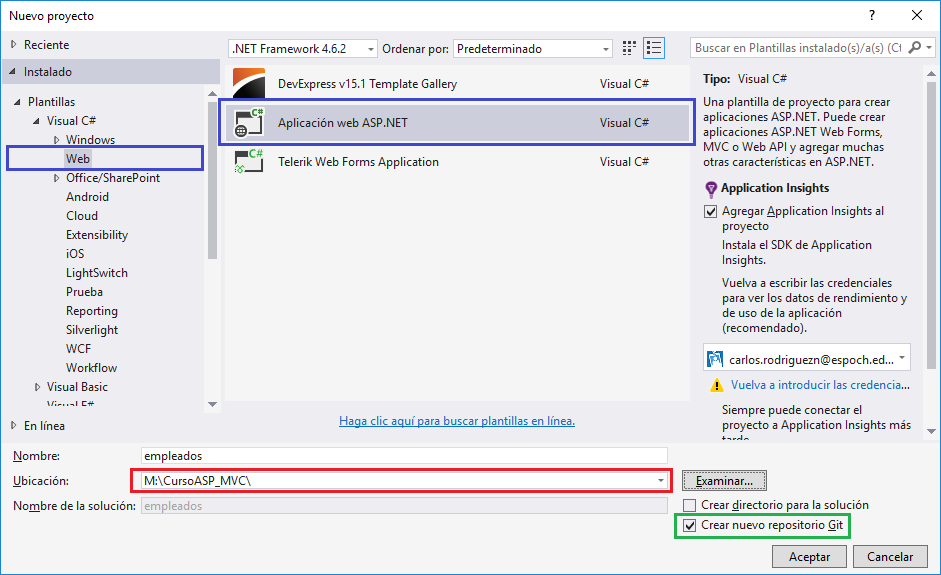 Nuevo proyecto
?
Reciente
Instalado
Plantillas
Visual C#
Windows
Web
Office/SharePoint
Android
Cloud
Extensibility
iOS
LightSwitch
Prueba
Reporting
Silverlight
WCF
Workflow
Visual Basic
Visual F#
En línea
.NET Framework 4.6.2
Ordenar por:
Predeterminado
DevExpress v15.1 Template Gallery
Visual C#
Aplicación web ASP.NET
Visual C#
Telerik Web Forms Application
Visual C#
Haga clic aquí para buscar plantillas en línea.
Buscar en Plantillas instalado(s)/a(s) (Ct
Tipo: Visual C#
Una plantilla de proyecto para crear
aplicaciones ASP.NET. Puede crear
aplicaciones ASP.NET Web Forms,
MVC o Web API y agregar muchas
otras características en ASP.NET.
Application Insights
Agregar Application Insights al
proyecto
Instala el SDK de Application
Insights.
Vuelva a escribir las credenciales
para ver los datos de rendimiento y
de uso de la aplicación
(recomendado).
carlos.rodriguezn@espoch.ed...
Vuelva a introducir las credencia...
Siempre puede conectar el
proyecto a Application Insights más
tarde
Nombre:
empleados
Ubicación:
M:\CursoASP_MVC\
Examinar...
Nombre de la solución:
empleados
Crear directorio para la solución
Crear nuevo repositorio Git
Aceptar
Cancelar